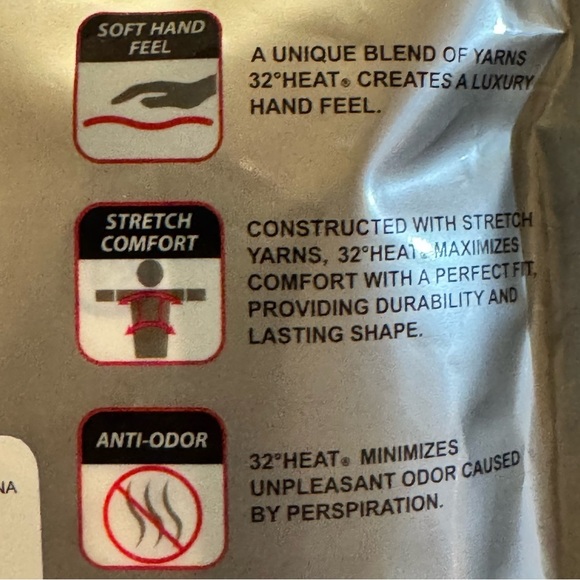 SOFT HAND
FEEL
A UNIQUE BLEND OF YARNS
32°HEAT® CREATES A LUXURY
HAND FEEL.
STRETCH
COMFORT
CONSTRUCTED WITH STRETCH
YARNS, 32°HEAT® MAXIMIZES
COMFORT WITH A PERFECT FIT,
PROVIDING DURABILITY AND
LASTING SHAPE.
ANTI-ODOR
32°HEAT® MINIMIZES
UNPLEASANT ODOR CAUSED
BY PERSPIRATION.
NA